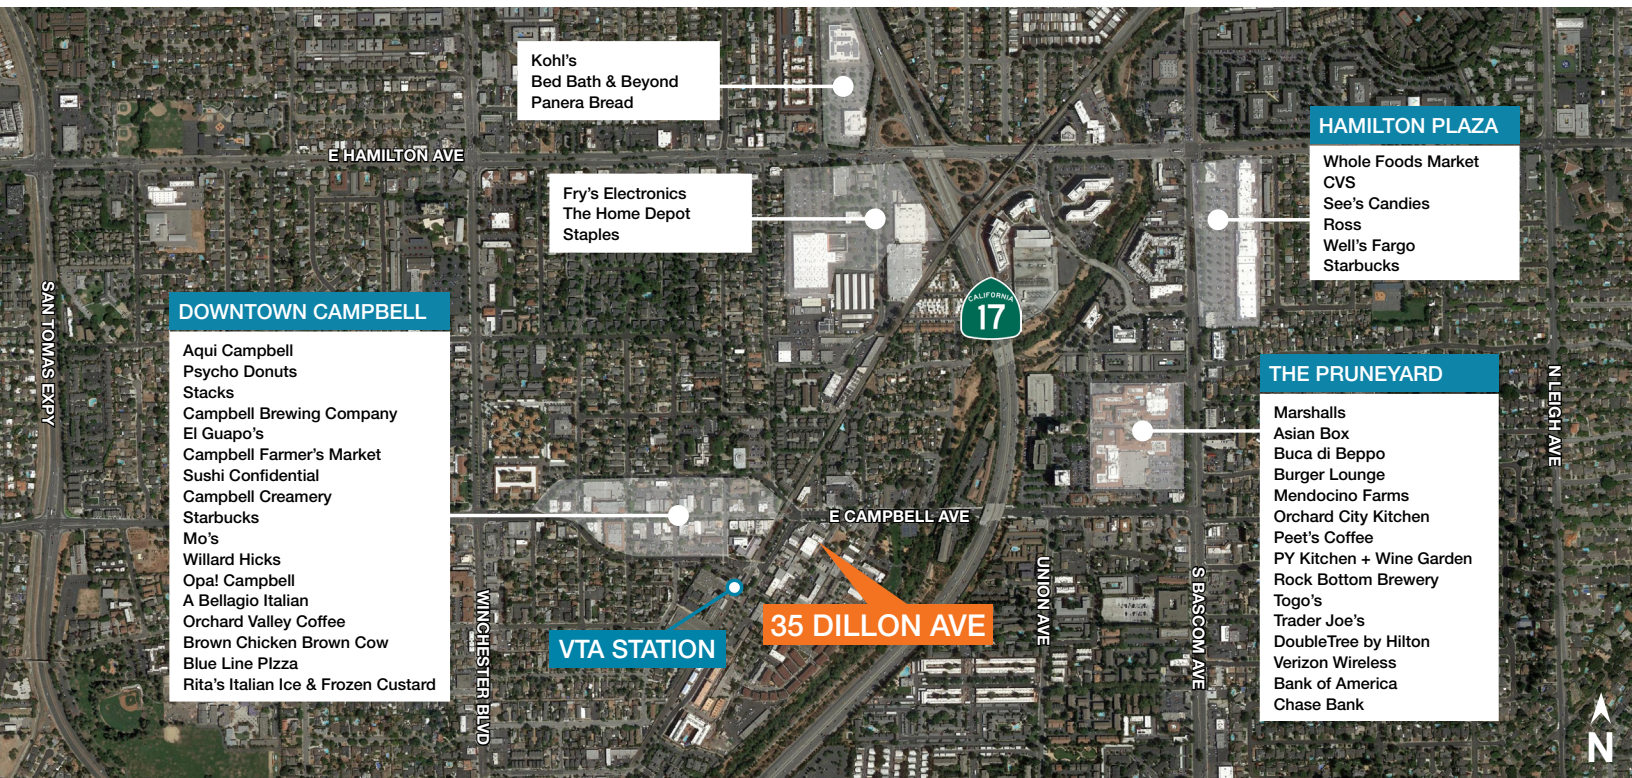 Kohl's
Bed Bath & Beyond
Panera Bread
E HAMILTON AVE
HAMILTON PLAZA
Whole Foods Market
CVS
See's Candies
Ross
Well's Fargo
Starbucks
Fry's Electronics
The Home Depot
Staples
CALIFORNIA
17
SAN TOMAS EXPY
DOWNTOWN CAMPBELL
Aqui Campbell
Psycho Donuts
Stacks
Campbell Brewing Company
El Guapo's
Campbell Farmer's Market
Sushi Confidential
Campbell Creamery
Starbucks
Mo's
Willard Hicks
Opa! Campbell
A Bellagio Italian
Orchard Valley Coffee
Brown Chicken Brown Cow
Blue Line PIzza
Rita's Italian Ice & Frozen Custard
THE PRUNEYARD
Marshalls
Asian Box
Buca di Beppo
Burger Lounge
Mendocino Farms
Orchard City Kitchen
Peet's Coffee
PY Kitchen + Wine Garden
Rock Bottom Brewery
Togo's
Trader Joe's
DoubleTree by Hilton
Verizon Wireless
Bank of America
Chase Bank
N LEIGH AVE
E CAMPBELL AVE
35 DILLON AVE
VTA STATION
WINCHESTER BLVD
UNION AVE
S BASCOM AVE
N